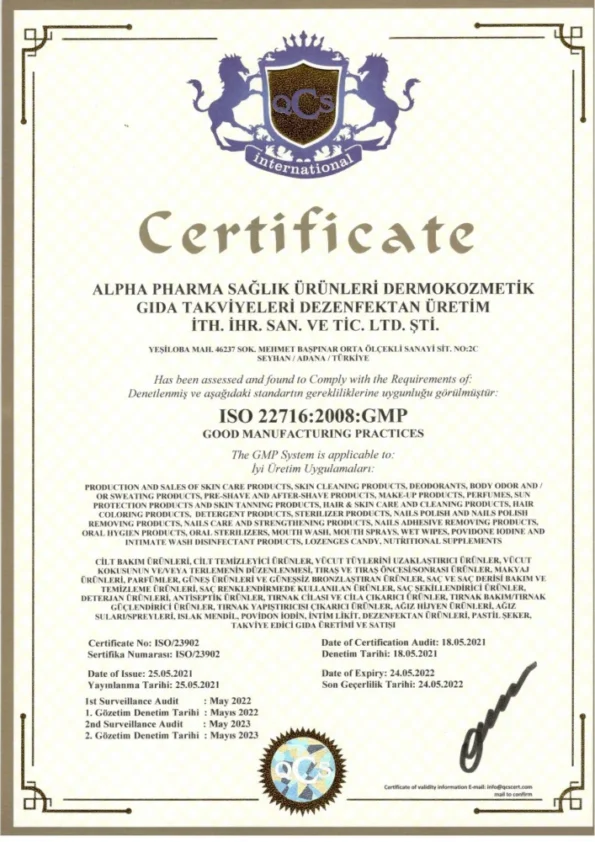 QCS
international
Certificate
ALPHA PHARMA SAĞLIK ÜRÜNLERİ DERMOKOZMETİK
GIDA TAKVİYELERİ DEZENFEKTAN ÜRETİM
İTH. İHR. SAN. VE TİC. LTD. ŞTİ.
YEŞİLOBA MAH. 46237 SOK. MEHMET BAŞPINAR ORTA ÖLÇEKLİ SANAYİ SİT. NO:2C
SEYHAN / ADANA / TÜRKİYE
Has been assessed and found to Comply with the Requirements of:
Denetlenmiş ve aşağıdaki standartın gerekliliklerine uygunluğu görülmüştür:
ISO 22716:2008:GMP
GOOD MANUFACTURING PRACTICES
The GMP System is applicable to:
İyi Üretim Uygulamaları:
PRODUCTION AND SALES OF SKIN CARE PRODUCTS, SKIN CLEANING PRODUCTS, DEODORANTS, BODY ODOR AND /
OR SWEATING PRODUCTS, PRE-SHAVE AND AFTER-SHAVE PRODUCTS, MAKE-UP PRODUCTS, PERFUMES, SUN
PROTECTION PRODUCTS AND SKIN TANNING PRODUCTS, HAIR & SKIN CARE AND CLEANING PRODUCTS, HAIR
COLORING PRODUCTS, DETERGENT PRODUCTS, STERILIZER PRODUCTS, NAILS POLISH AND NAILS POLISH
REMOVING PRODUCTS, NAILS CARE AND STRENGTHENING PRODUCTS, NAILS ADHESIVE REMOVING PRODUCTS,
ORAL HYGIEN PRODUCTS, ORAL STERILIZERS, MOUTH WASH, MOUTH SPRAYS, WET WIPES, POVIDONE IODINE AND
INTIMATE WASH DISINFECTANT PRODUCTS, LOZENGES CANDY, NUTRITIONAL SUPPLEMENTS
CİLT BAKIM ÜRÜNLERİ, CİLT TEMİZLEYİCİ ÜRÜNLER, VÜCUT TÜYLERİNİ UZAKLAŞTIRICI ÜRÜNLER, VÜCUT
KOKUSUNUN VE/VEYA TERLEMENİN DÜZENLENMESİ, TIRAŞ VE TIRAŞ ÖNCESİ/SONRASI ÜRÜNLER, MAKYAJ
ÜRÜNLERİ, PARFÜMLER, GÜNEŞ ÜRÜNLERİ VE GÜNEŞSİZ BRONZLAŞTIRAN ÜRÜNLER, SAÇ VE SAÇ DERİSİ BAKIM VE
TEMİZLEME ÜRÜNLERİ, SAÇ RENKLENDİRMEDE KULLANILAN ÜRÜNLER, SAÇ ŞEKİLLENDİRİCİ ÜRÜNLER,
DETERJAN ÜRÜNLERİ, ANTİSEPTİK ÜRÜNLER, TIRNAK CİLASI VE CİLA ÇIKARICI ÜRÜNLER, TIRNAK BAKIM/TIRNAK
GÜÇLENDİRİCİ ÜRÜNLER, TIRNAK YAPIŞTIRICISI ÇIKARICI ÜRÜNLER, AĞIZ HİJYEN ÜRÜNLERİ, AĞIZ
SULARI/SPREYLERİ, ISLAK MENDİL, POVİDON İODİN, İNTİM LİKİT, DEZENFEKTAN ÜRÜNLERİ, PASTİL ŞEKER,
TAKVİYE EDİCİ GIDA ÜRETİMİ VE SATIŞI
Certificate No: ISO/23902
Sertifika Numarası: ISO/23902
Date of Certification Audit: 18.05.2021
Denetim Tarihi: 18.05.2021
Date of Issue: 25.05.2021
Yayınlanma Tarihi: 25.05.2021
Date of Expiry: 24.05.2022
Son Geçerlilik Tarihi: 24.05.2022
1st Surveillance Audit : May 2022
1. Gözetim Denetim Tarihi : Mayıs 2022
2nd Surveillance Audit : May 2023
2. Gözetim Denetim Tarihi : Mayıs 2023
QCS
Certificate of validity information E-mail: info@qcscert.com
mail to confirm